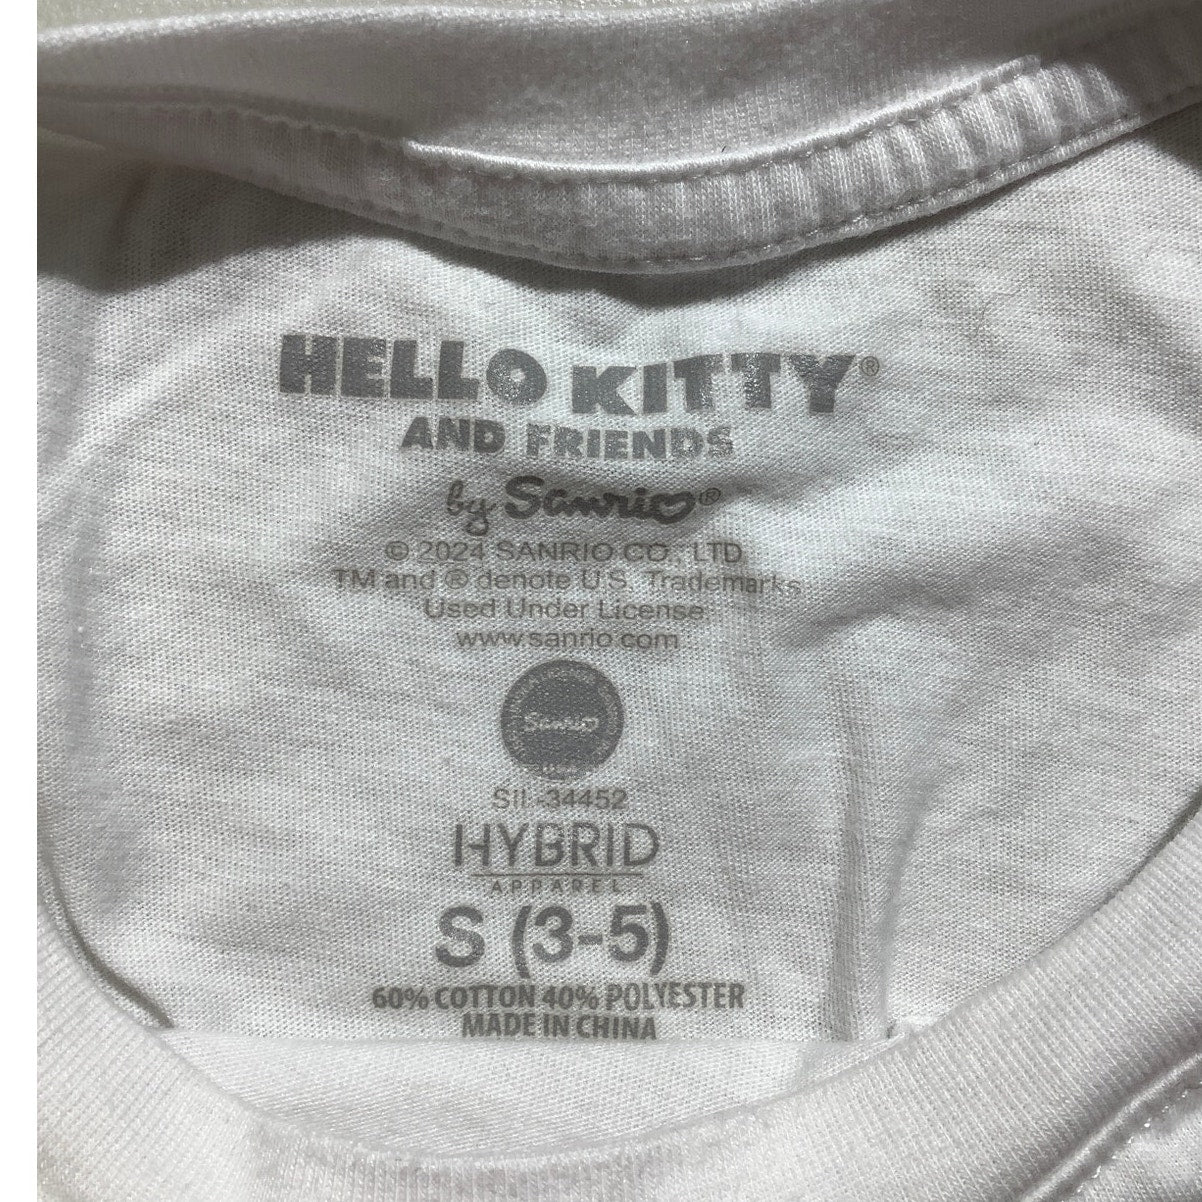 HELLO KITTY®
AND FRIENDS
by Sanrio®
© 2024 SANRIO CO., LTD.
TM and ® denote U.S. Trademarks
Used Under License.
www.sanrio.com
Sanrio
SIL-34452
HYBRID
APPAREL
S (3-5)
60% COTTON 40% POLYESTER
MADE IN CHINA